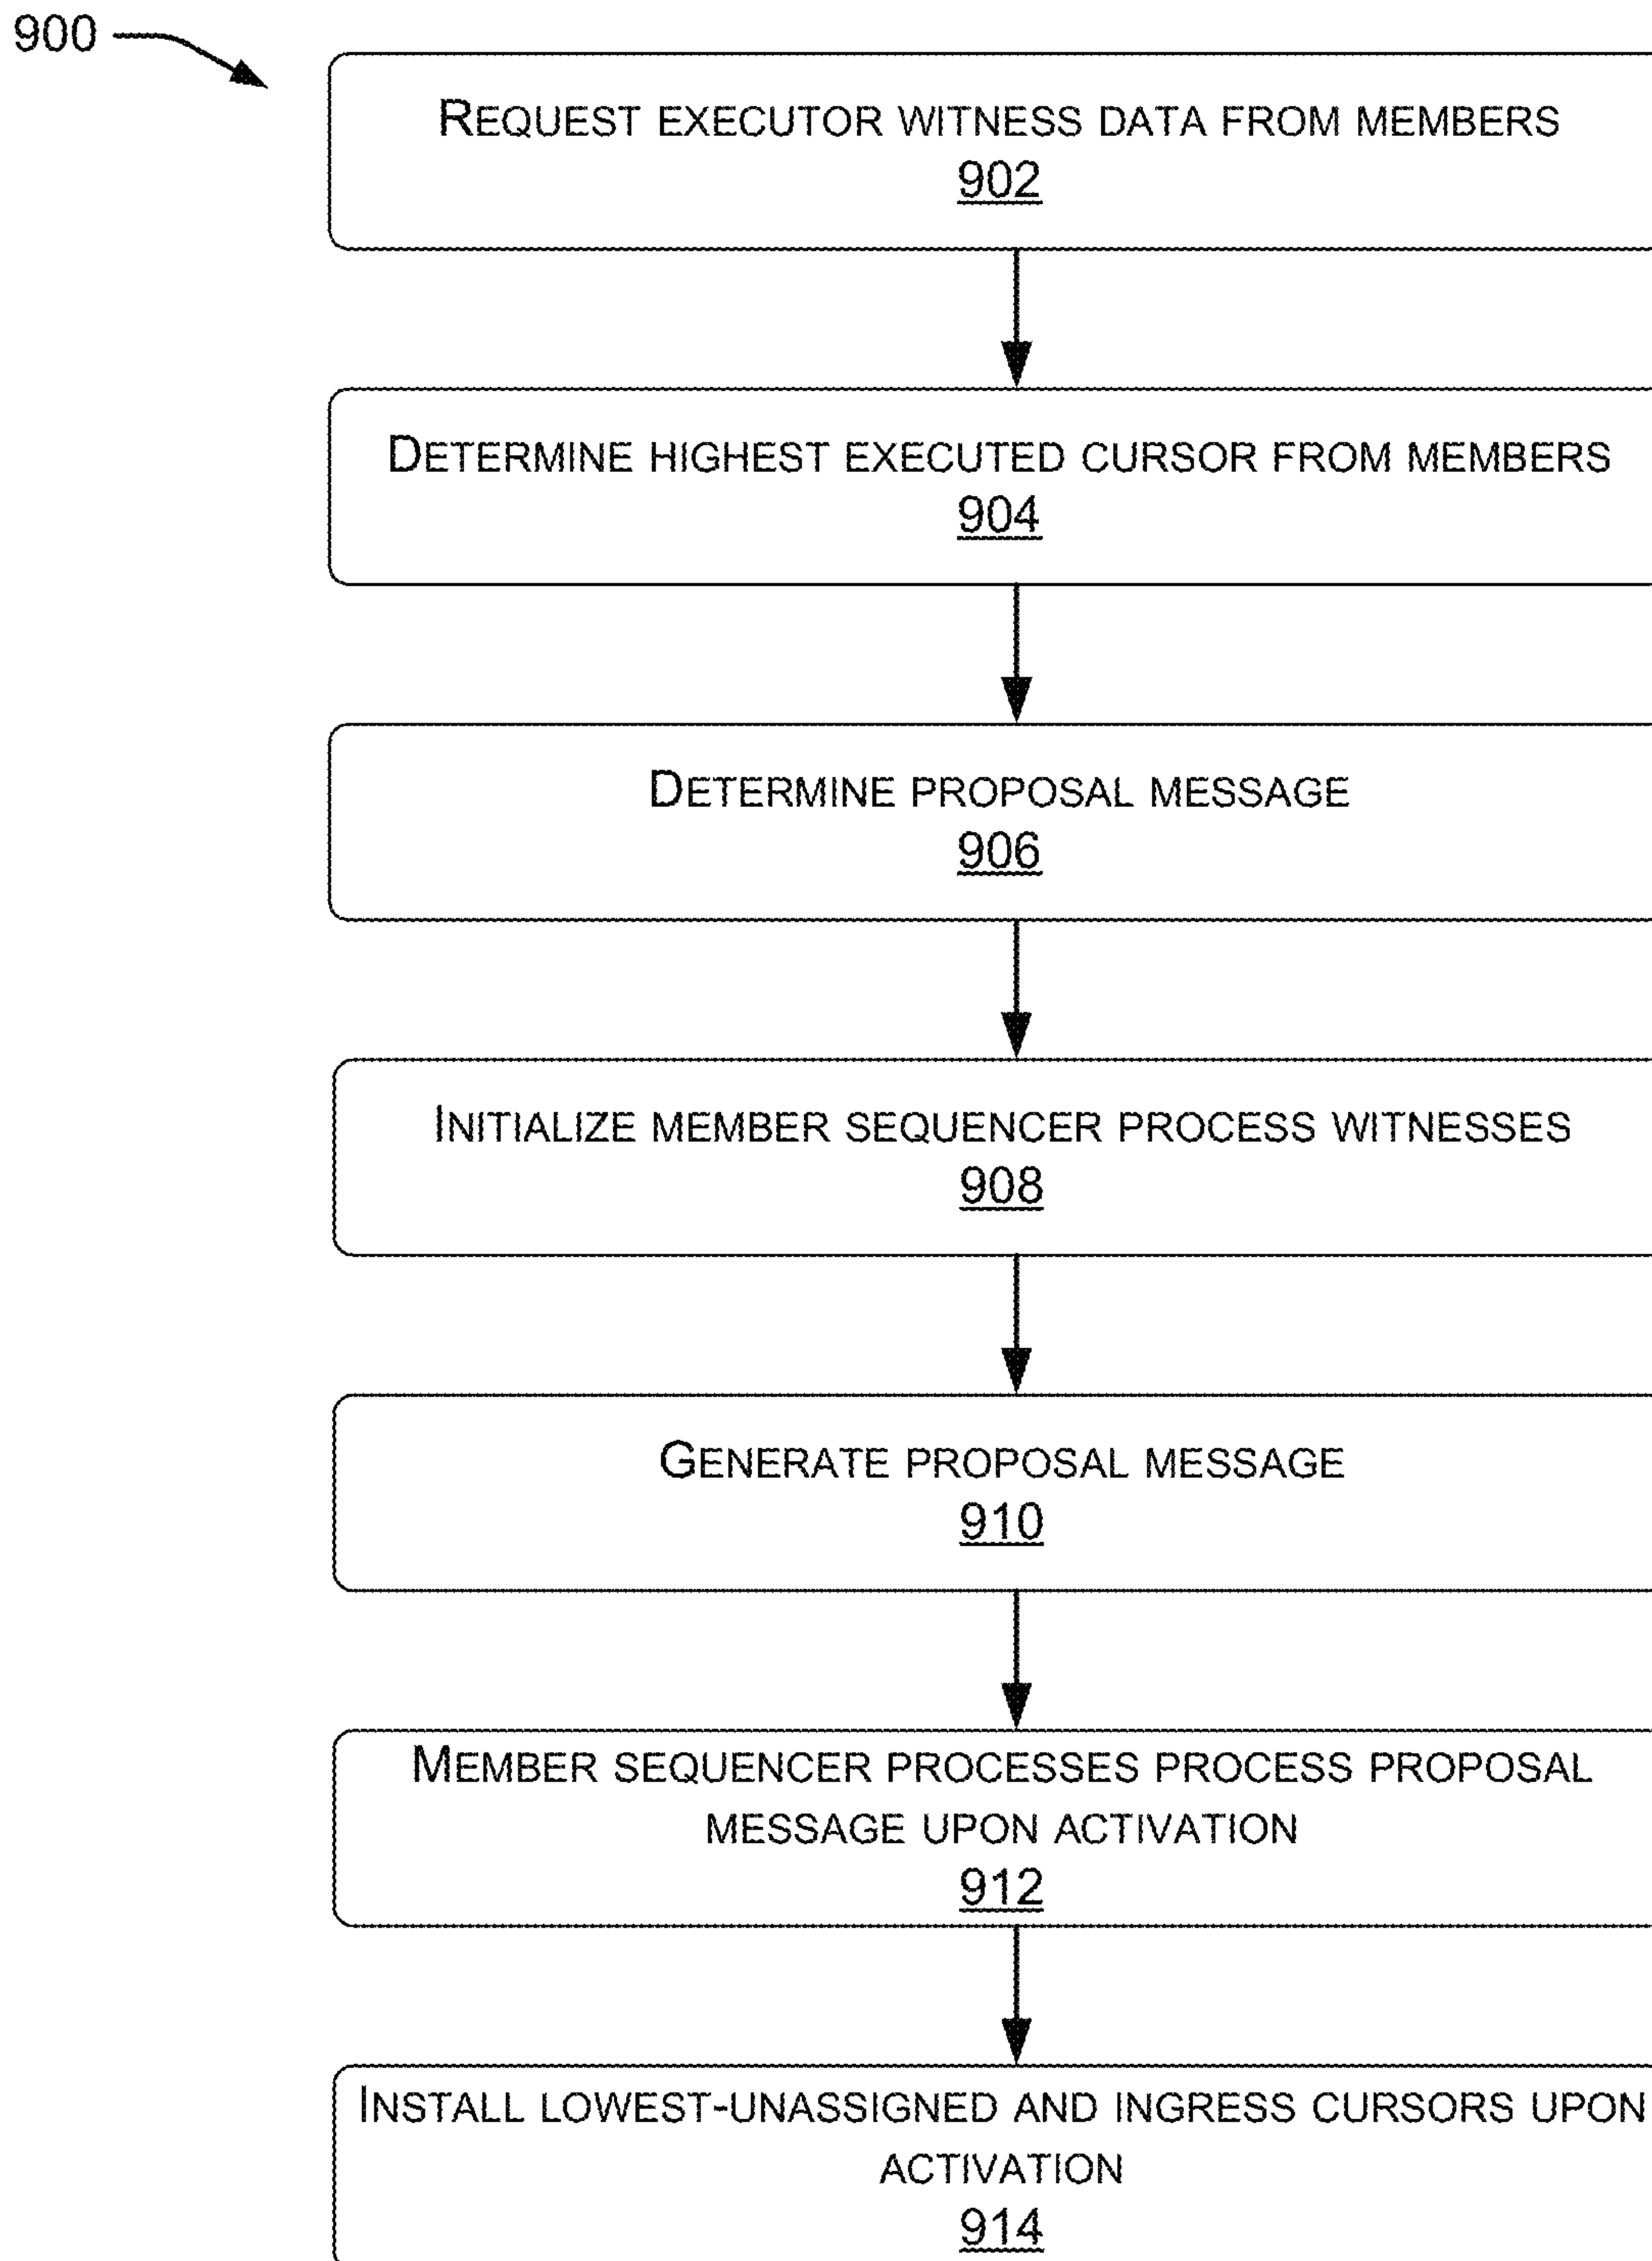 900
REQUEST EXECUTOR WITNESS DATA FROM MEMBERS
902
DETERMINE HIGHEST EXECUTED CURSOR FROM MEMBERS
904
DETERMINE PROPOSAL MESSAGE
906
INITIALIZE MEMBER SEQUENCER PROCESS WITNESSES
908
GENERATE PROPOSAL MESSAGE
910
MEMBER SEQUENCER PROCESSES PROCESS PROPOSAL
MESSAGE UPON ACTIVATION
912
INSTALL LOWEST-UNASSIGNED AND INGRESS CURSORS UPON
ACTIVATION
914